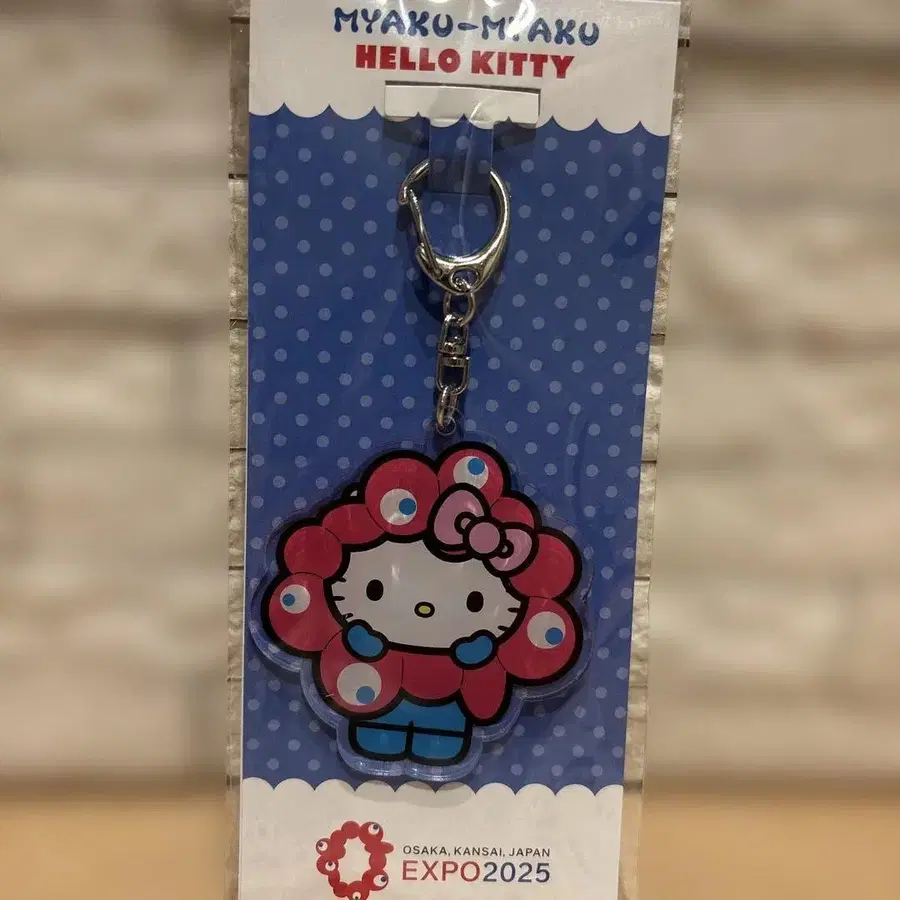 MYAKU-MYAKU
HELLO KITTY
OSAKA, KANSAI, JAPAN
EXPO2025